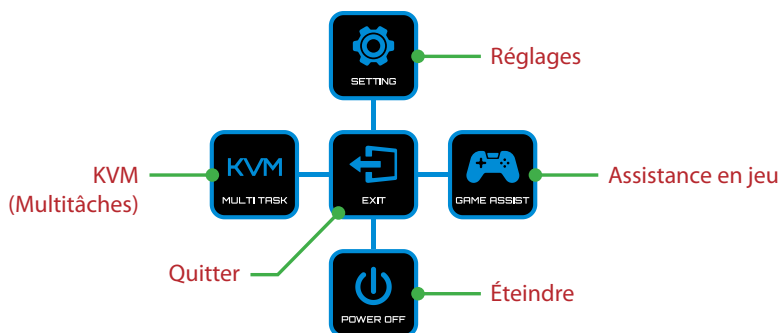 SETTING
Réglages
KVM
MULTI TASK
KVM
(Multitâches)
EXIT
GAME ASSIST
Assistance en jeu
Quitter
POWER OFF
Éteindre